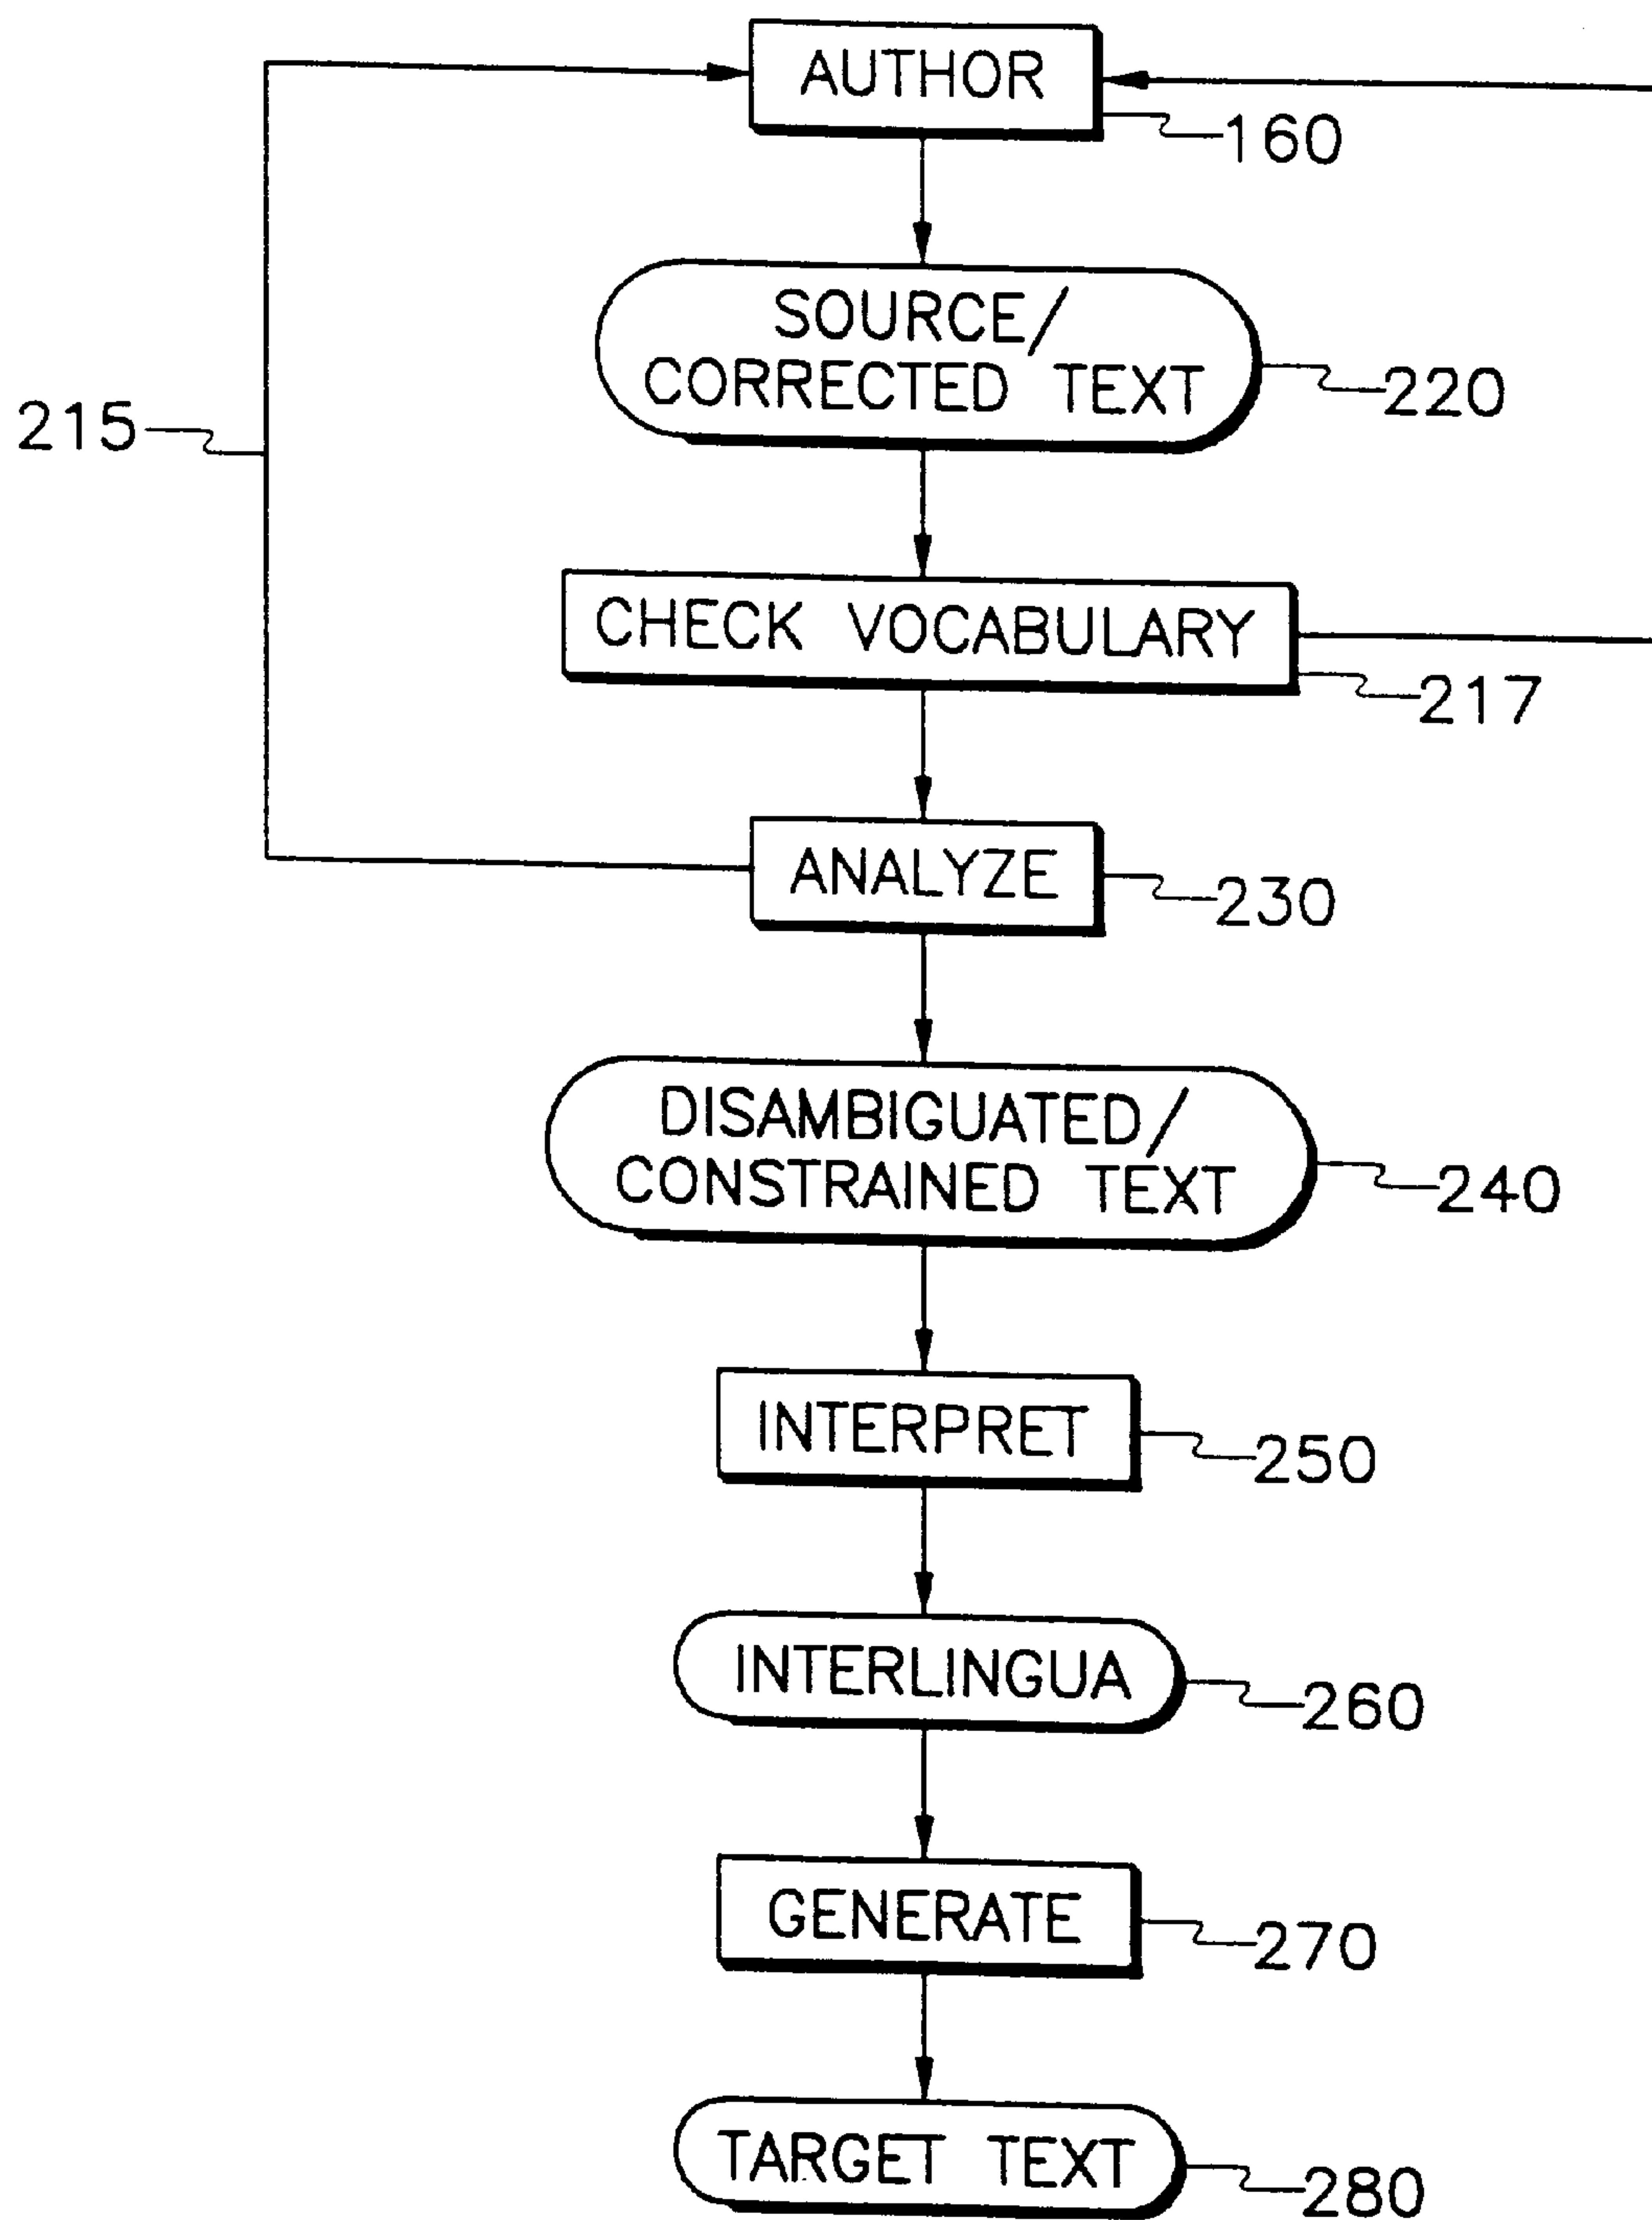 AUTHOR
160
SOURCE/
CORRECTED TEXT
220
215
CHECK VOCABULARY
217
ANALYZE
230
DISAMBIGUATED/
CONSTRAINED TEXT
240
INTERPRET
250
INTERLINGUA
260
GENERATE
270
TARGET TEXT
280